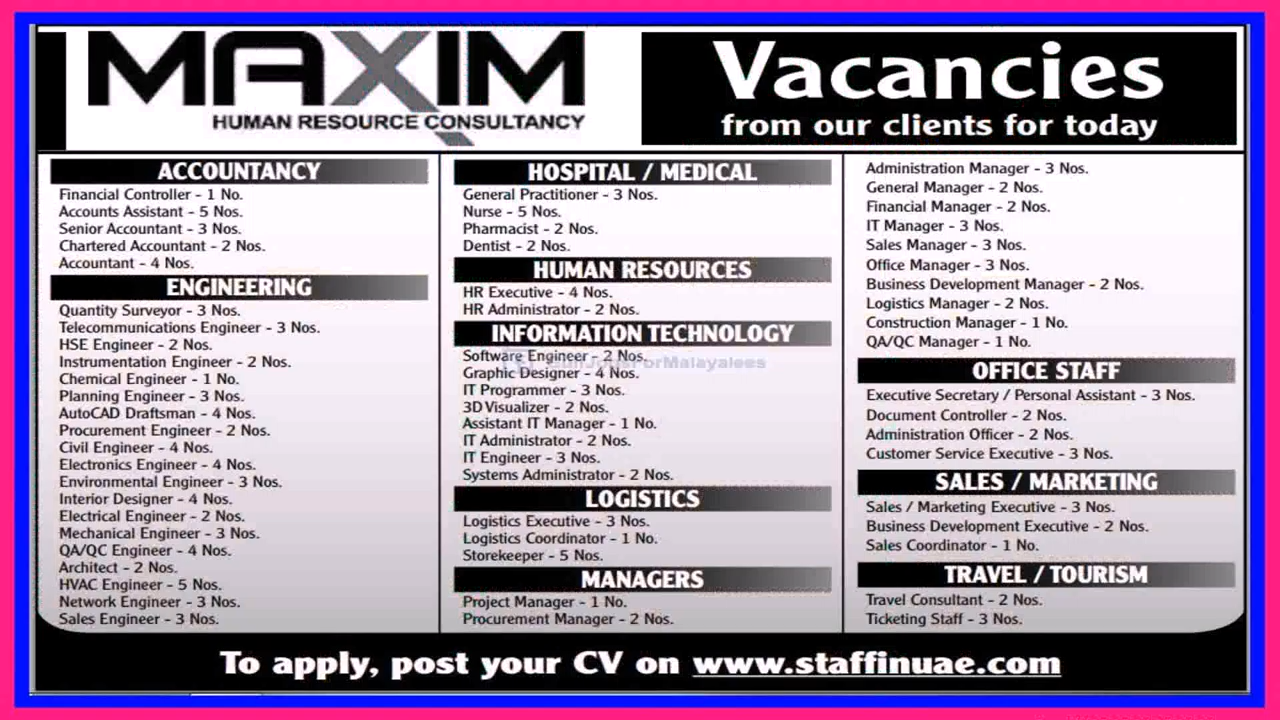 MAXIM
HUMAN RESOURCE CONSULTANCY
Vacancies
from our clients for today
ACCOUNTANCY
Financial Controller - 1 No.
Accounts Assistant - 5 Nos.
Senior Accountant - 3 Nos.
Chartered Accountant - 2 Nos.
Accountant - 4 Nos.
ENGINEERING
Quantity Surveyor - 3 Nos.
Telecommunications Engineer - 3 Nos.
HSE Engineer - 2 Nos.
Instrumentation Engineer - 2 Nos.
Chemical Engineer - 1 No.
Planning Engineer - 3 Nos.
AutoCAD Draftsman - 4 Nos.
Procurement Engineer - 2 Nos.
Civil Engineer - 4 Nos.
Electronics Engineer - 4 Nos.
Environmental Engineer - 3 Nos.
Interior Designer - 4 Nos.
Electrical Engineer - 2 Nos.
Mechanical Engineer - 3 Nos.
QA/QC Engineer - 4 Nos.
Architect - 2 Nos.
HVAC Engineer - 5 Nos.
Network Engineer - 3 Nos.
Sales Engineer - 3 Nos.
HOSPITAL / MEDICAL
General Practitioner - 3 Nos.
Nurse - 5 Nos.
Pharmacist - 2 Nos.
Dentist - 2 Nos.
HUMAN RESOURCES
HR Executive - 4 Nos.
HR Administrator - 2 Nos.
INFORMATION TECHNOLOGY
Software Engineer - 2 Nos.
GulfJobsForMalayalees
Graphic Designer - 4 Nos.
IT Programmer - 3 Nos.
3D Visualizer - 2 Nos.
Assistant IT Manager - 1 No.
IT Administrator - 2 Nos.
IT Engineer - 3 Nos.
Systems Administrator - 2 Nos.
LOGISTICS
Logistics Executive - 3 Nos.
Logistics Coordinator - 1 No.
Storekeeper - 5 Nos.
MANAGERS
Project Manager - 1 No.
Procurement Manager - 2 Nos.
Administration Manager - 3 Nos.
General Manager - 2 Nos.
Financial Manager - 2 Nos.
IT Manager - 3 Nos.
Sales Manager - 3 Nos.
Office Manager - 3 Nos.
Business Development Manager - 2 Nos.
Logistics Manager - 2 Nos.
Construction Manager - 1 No.
QA/QC Manager - 1 No.
OFFICE STAFF
Executive Secretary / Personal Assistant - 3 Nos.
Document Controller - 2 Nos.
Administration Officer - 2 Nos.
Customer Service Executive - 3 Nos.
SALES / MARKETING
Sales / Marketing Executive - 3 Nos.
Business Development Executive - 2 Nos.
Sales Coordinator - 1 No.
TRAVEL / TOURISM
Travel Consultant - 2 Nos.
Ticketing Staff - 3 Nos.
To apply, post your CV on www.staffinuae.com